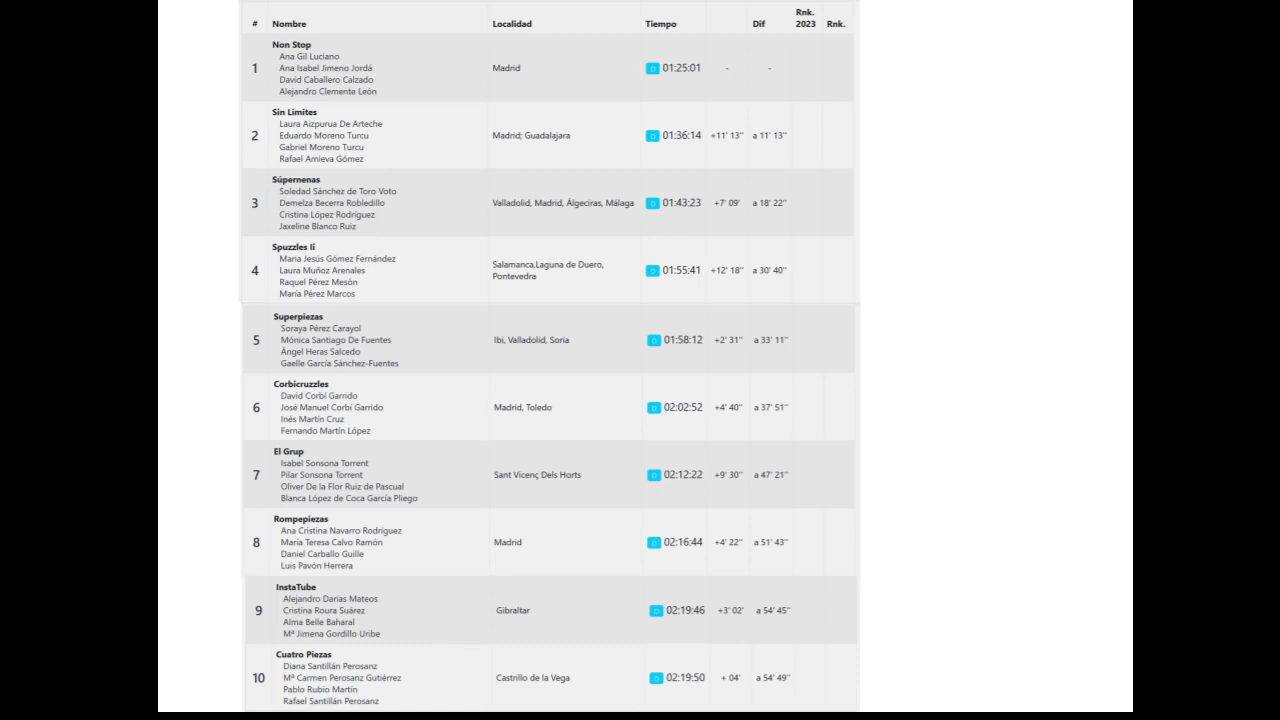 # Nombre Localidad Tiempo Dif Rnk. 2023 Rnk.
Non Stop
Ana Gil Luciano
Ana Isabel Jimeno Jordá
David Caballero Calzado
Alejandro Clemente León
1 Madrid 01:25:01 - -
Sin Límites
Laura Aizpurua De Arteche
Eduardo Moreno Turcu
Gabriel Moreno Turcu
Rafael Amieva Gómez
2 Madrid; Guadalajara 01:36:14 +11' 13'' a 11' 13''
Súpernenas
Soledad Sánchez de Toro Voto
Demelza Becerra Robledillo
Cristina López Rodríguez
Jaxeline Blanco Ruiz
3 Valladolid, Madrid, Álgeciras, Málaga 01:43:23 +7' 09' a 18' 22''
Spuzzles Ii
Maria Jesús Gómez Fernández
Laura Muñoz Arenales
Raquel Pérez Mesón
María Pérez Marcos
4 Salamanca,Laguna de Duero,
Pontevedra 01:55:41 +12' 18'' a 30' 40''
Superpiezas
Soraya Pérez Carayol
Mónica Santiago De Fuentes
Ángel Heras Salcedo
Gaelle García Sánchez-Fuentes
5 Ibi, Valladolid, Soria 01:58:12 +2' 31'' a 33' 11''
Corbicruzzles
David Corbí Garrido
José Manuel Corbí Garrido
Inés Martín Cruz
Fernando Martín López
6 Madrid, Toledo 02:02:52 +4' 40'' a 37' 51''
El Grup
Isabel Sonsona Torrent
Pilar Sonsona Torrent
Oliver De la Flor Ruiz de Pascual
Blanca López de Coca García Pliego
7 Sant Vicenç Dels Horts 02:12:22 +9' 30'' a 47' 21''
Rompepiezas
Ana Cristina Navarro Rodríguez
María Teresa Calvo Ramón
Daniel Carballo Guille
Luis Pavón Herrera
8 Madrid 02:16:44 +4' 22'' a 51' 43''
InstaTube
Alejandro Darias Mateos
Cristina Roura Suárez
Alma Belle Baharal
Mª Jimena Gordillo Uribe
9 Gibraltar 02:19:46 +3' 02' a 54' 45''
Cuatro Piezas
Diana Santillán Perosanz
Mª Carmen Perosanz Gutiérrez
Pablo Rubio Martín
Rafael Santillán Perosanz
10 Castrillo de la Vega 02:19:50 + 04' a 54' 49''